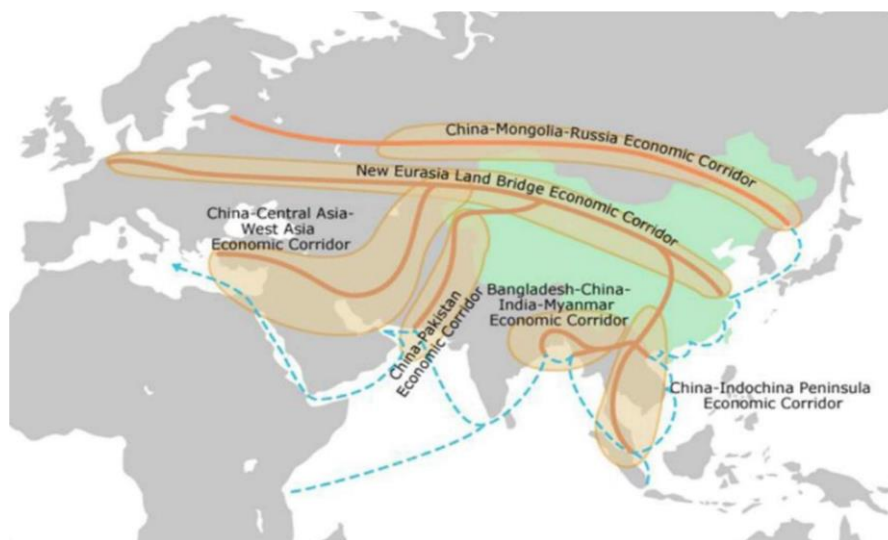 China-Mongolia-Russia Economic Corridor
New Eurasia Land Bridge Economic Corridor
China-Central Asia-
West Asia
Economic Corridor
China-Pakistan
Economic Corridor
Bangladesh-China-
India-Myanmar
Economic Corridor
China-Indochina Peninsula
Economic Corridor